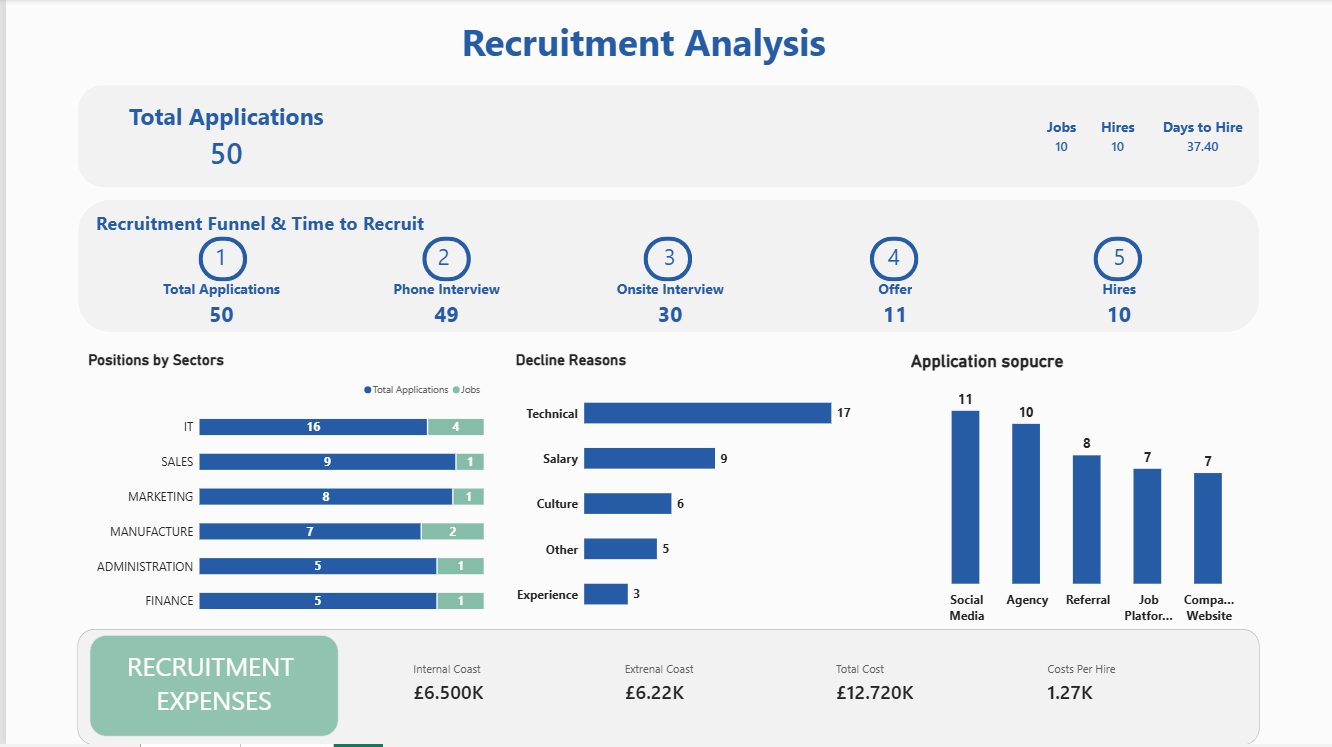 Recruitment Analysis
Total Applications
50
Jobs Hires Days to Hire
10 10 37.40
Recruitment Funnel & Time to Recruit
1 2 3 4 5
Total Applications Phone Interview Onsite Interview Offer Hires
50 49 30 11 10
Positions by Sectors
Total Applications Jobs
IT 16 4
SALES 9 1
MARKETING 8 1
MANUFACTURE 7 2
ADMINISTRATION 5 1
FINANCE 5 1
Decline Reasons
Technical 17
Salary 9
Culture 6
Other 5
Experience 3
Application sopucre
11 10 8 7 7
Social Media
Agency
Referral
Job Platfor...
Compa... Website
RECRUITMENT
EXPENSES
Internal Coast Extrenal Coast Total Cost Costs Per Hire
£6.500K £6.22K £12.720K 1.27K